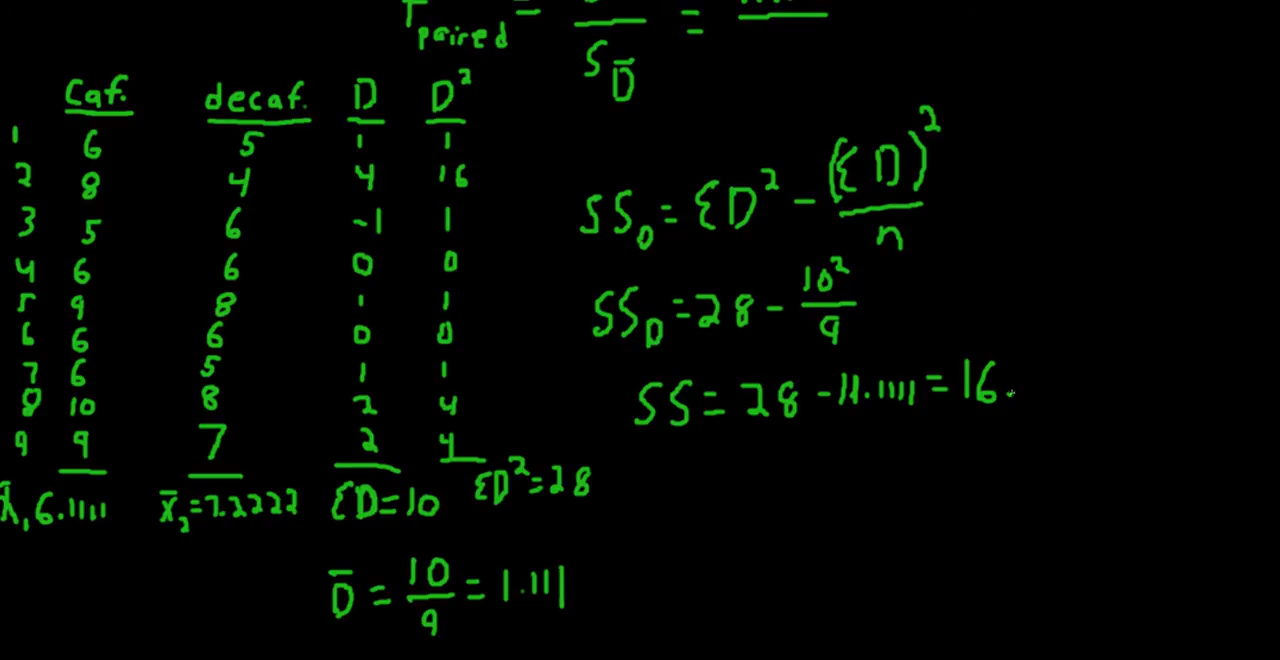 T paired = S D̄ =
Caf. decaf. D D²
1 6 5 1 1
2 8 4 4 16
3 5 6 -1 1
4 6 6 0 0
5 9 8 1 1
6 6 6 0 0
7 6 5 1 1
8 10 8 2 4
9 9 7 2 4
X̄₁ 6.1111 X̄₂=7.2222 ΣD=10 ΣD²=28
D̄ = 10/9 = 1.111
SS_D = ΣD² - (ΣD)²/n
SS_D = 28 - 10²/9
SS = 28 - 11.1111 = 16.